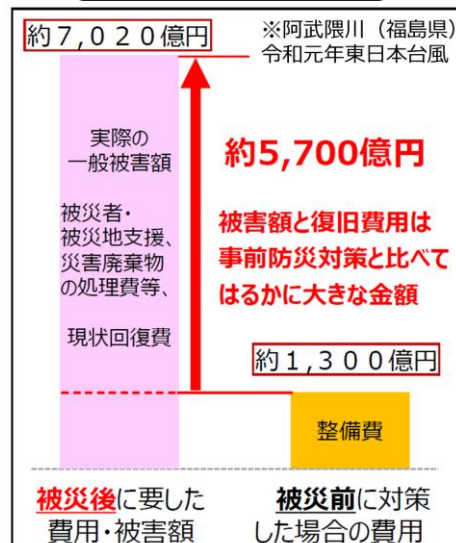 約7,020億円
※阿武隈川（福島県）
令和元年東日本台風
実際の
一般被害額
被災者・
被災地支援、
災害廃棄物
の処理費等、
現状回復費
約5,700億円
被害額と復旧費用は
事前防災対策と比べて
はるかに大きな金額
約1,300億円
整備費
被災後に要した
費用・被害額
被災前に対策
した場合の費用